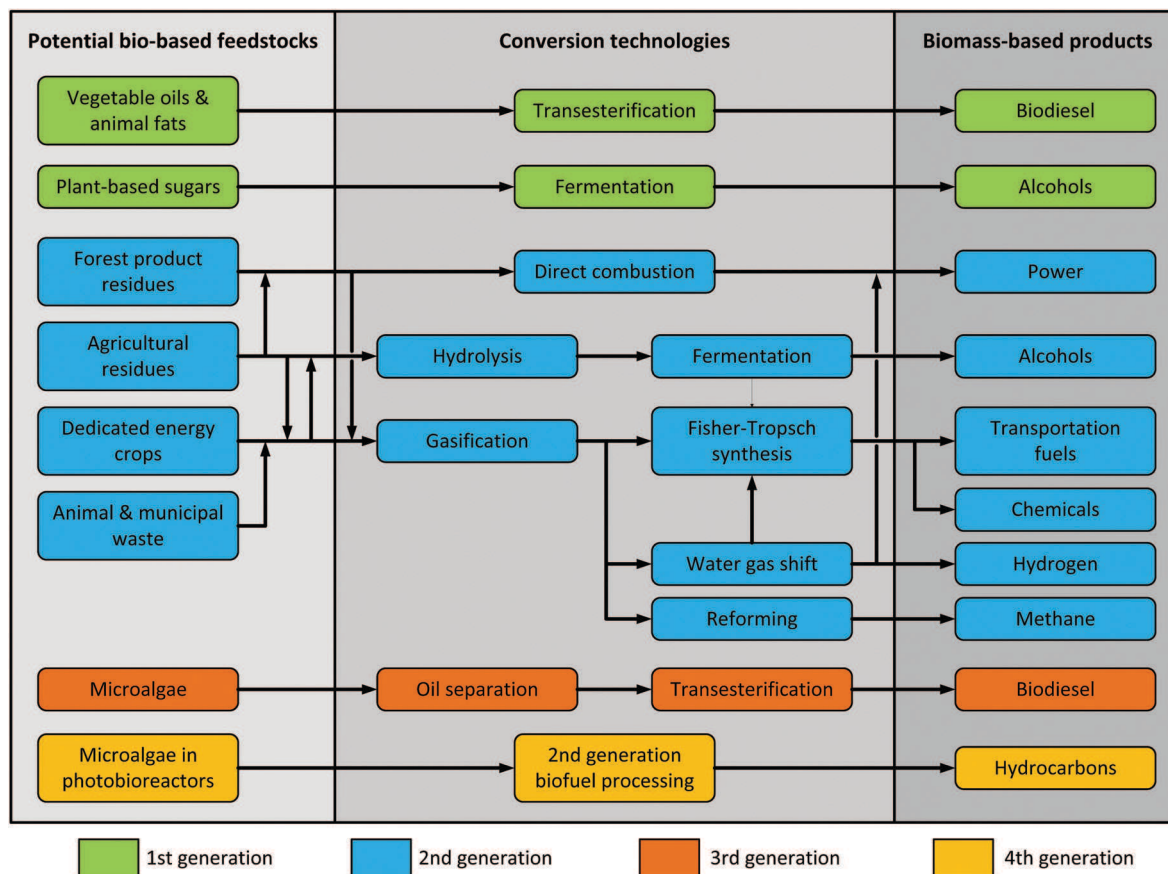 Potential bio-based feedstocks
Conversion technologies
Biomass-based products
Vegetable oils &
animal fats
Transesterification
Biodiesel
Plant-based sugars
Fermentation
Alcohols
Forest product
residues
Direct combustion
Power
Agricultural
residues
Hydrolysis
Fermentation
Alcohols
Dedicated energy
crops
Gasification
Fisher-Tropsch
synthesis
Transportation
fuels
Animal & municipal
waste
Chemicals
Water gas shift
Hydrogen
Reforming
Methane
Microalgae
Oil separation
Transesterification
Biodiesel
Microalgae in
photobioreactors
2nd generation
biofuel processing
Hydrocarbons
1st generation
2nd generation
3rd generation
4th generation